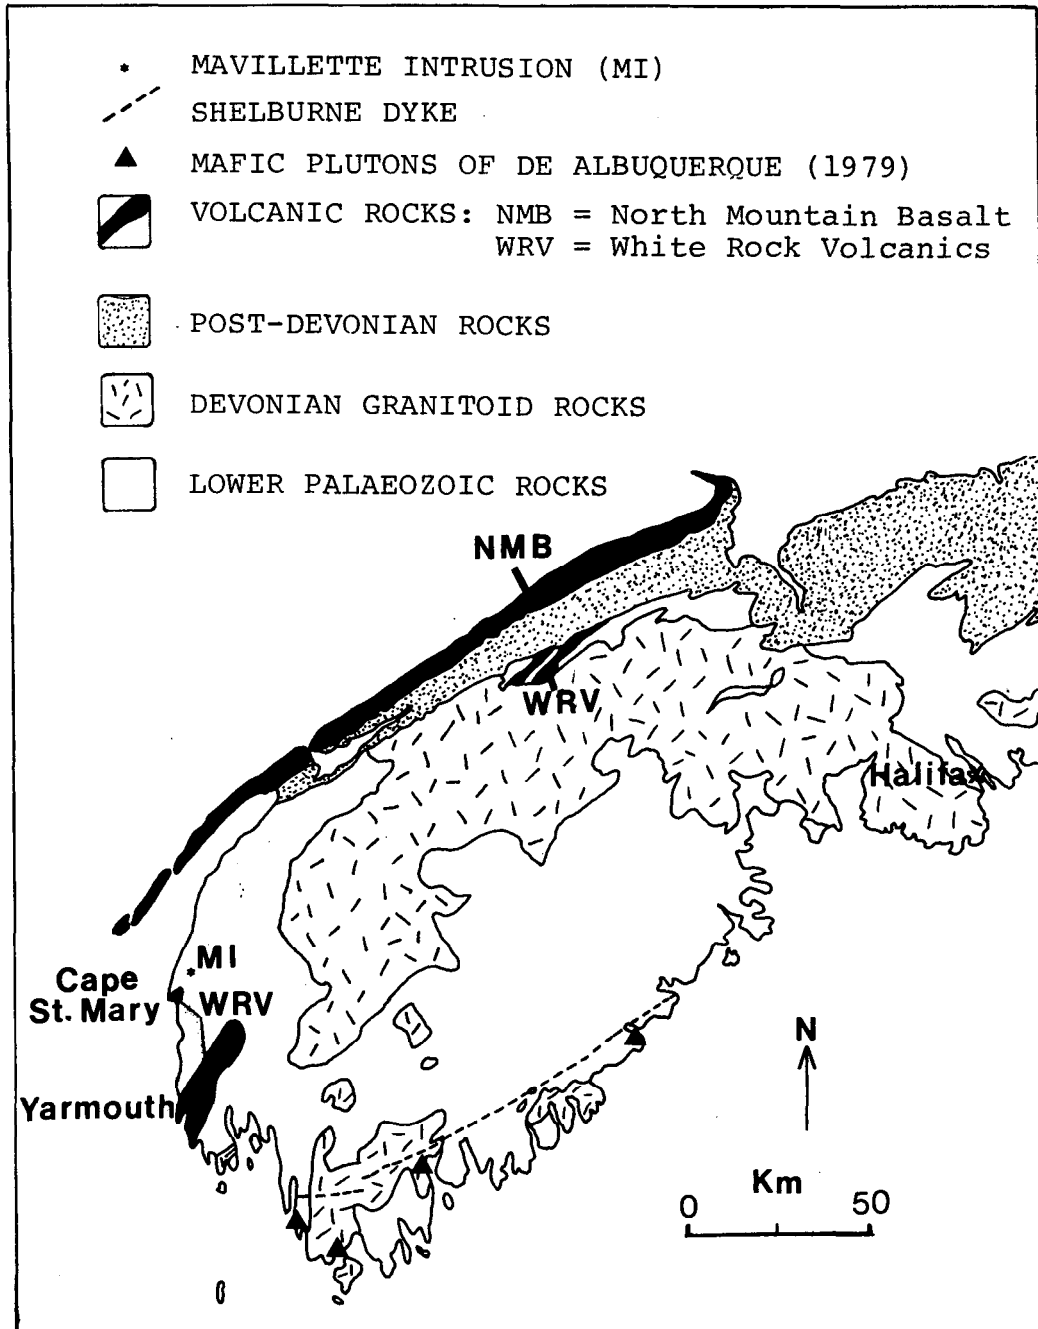 MAVILLETTE INTRUSION (MI)
SHELBURNE DYKE
MAFIC PLUTONS OF DE ALBUQUERQUE (1979)
VOLCANIC ROCKS: NMB = North Mountain Basalt
WRV = White Rock Volcanics
POST-DEVONIAN ROCKS
DEVONIAN GRANITOID ROCKS
LOWER PALAEOZOIC ROCKS
NMB
WRV
Halifax
MI
Cape
St. Mary
WRV
N
Yarmouth
Km
0 50